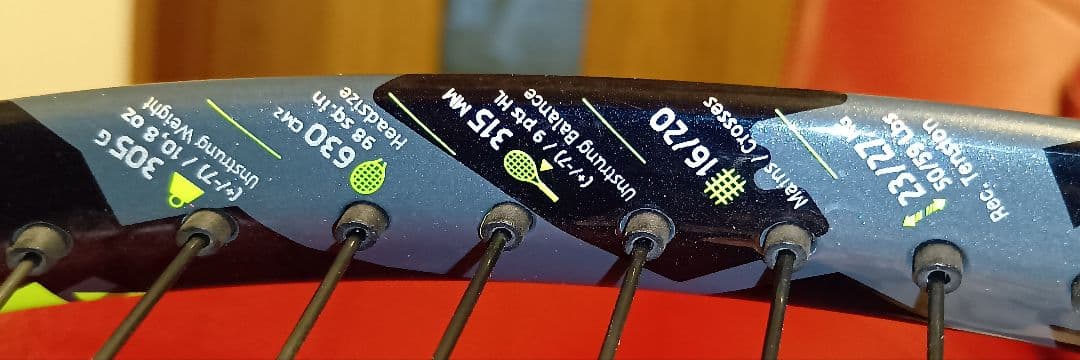 305 G
(+/-7) / 10,8 oz
Unstrung Weight
630 CM²
98 sq.in
Headsize
315 MM
(+/-7) / 9 pts HL
Unstrung Balance
16/20
Mains / Crosses
23/27 KG
50/59 Lbs
Rec. Tension